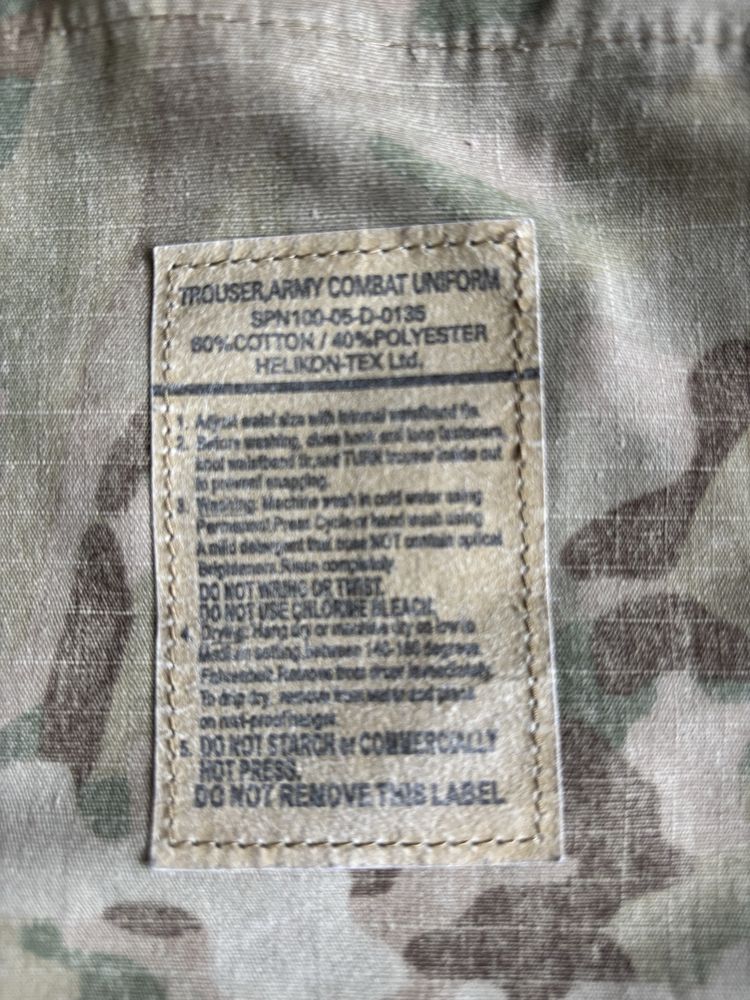 TROUSER,ARMY COMBAT UNIFORM
SPN100-05-D-0135
60%COTTON / 40%POLYESTER
HELIKON-TEX Ltd.
1. Adjust waist size with internal waistband tie.
2. Before washing, close hook and loop fasteners,
knot waistband tie,and TURN trouser inside out
to prevent snagging.
3. Washing: Machine wash in cold water using
Permanent Press Cycle or hand wash using
A mild detergent that does NOT contain optical
Brighteners.Rinse completely.
DO NOT WRING OR TWIST.
DO NOT USE CHLORINE BLEACH.
4. Drying: Hang dry or machine dry on low to
Medium setting,between 140-180 degrees
Fahrenheit.Remove from dryer immediately.
To drip dry, remove from and
on rust-proof hanger.
5. DO NOT STARCH or COMMERCIALLY
HOT PRESS.
DO NOT REMOVE THIS LABEL